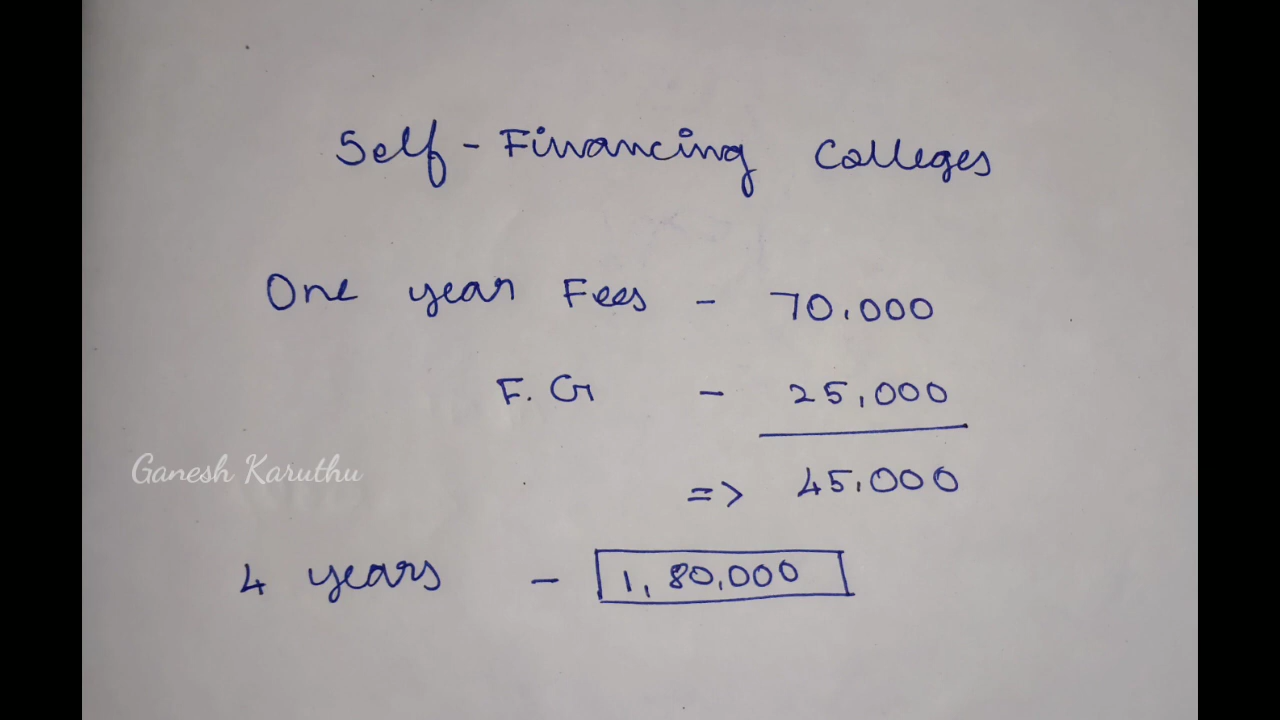 Self - Financing Colleges
One year Fees - 70,000
F. G - 25,000
Ganesh Karuthu
=> 45,000
4 years - 1,80,000